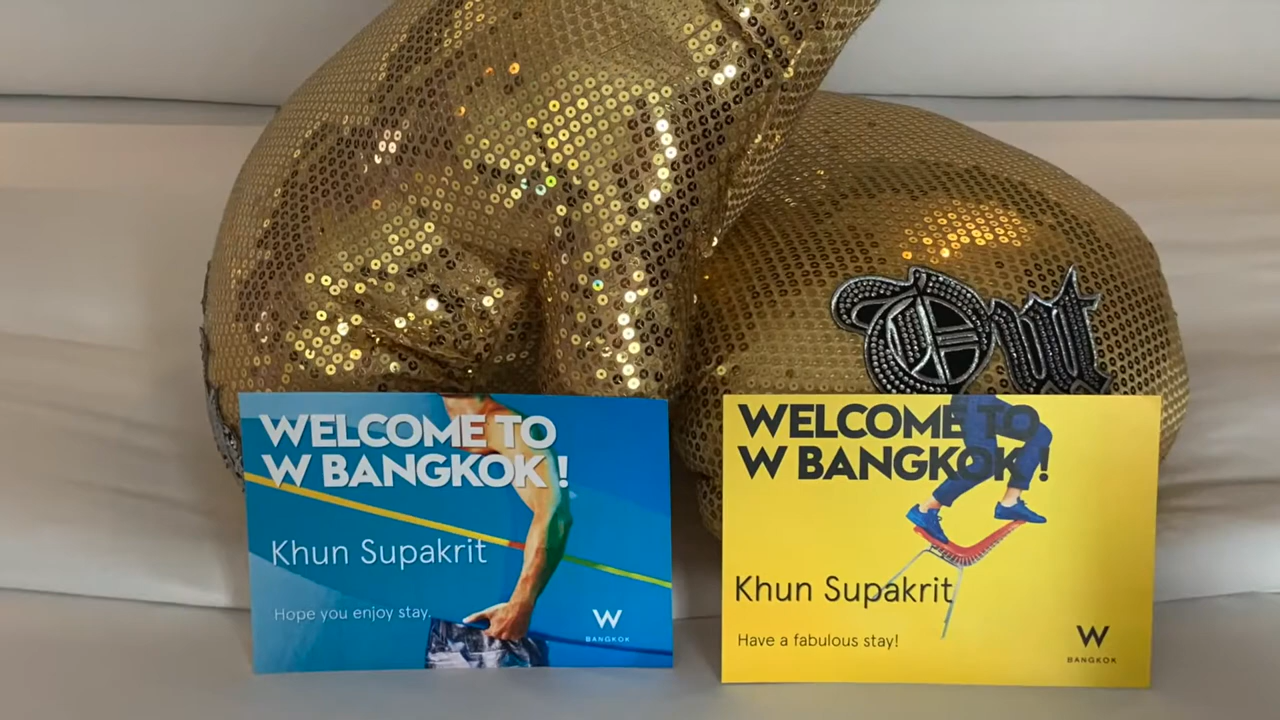 WELCOME TO
W BANGKOK !
Khun Supakrit
Hope you enjoy stay.
W
BANGKOK
WELCOME TO
W BANGKOK !
Khun Supakrit
Have a fabulous stay!
W
BANGKOK